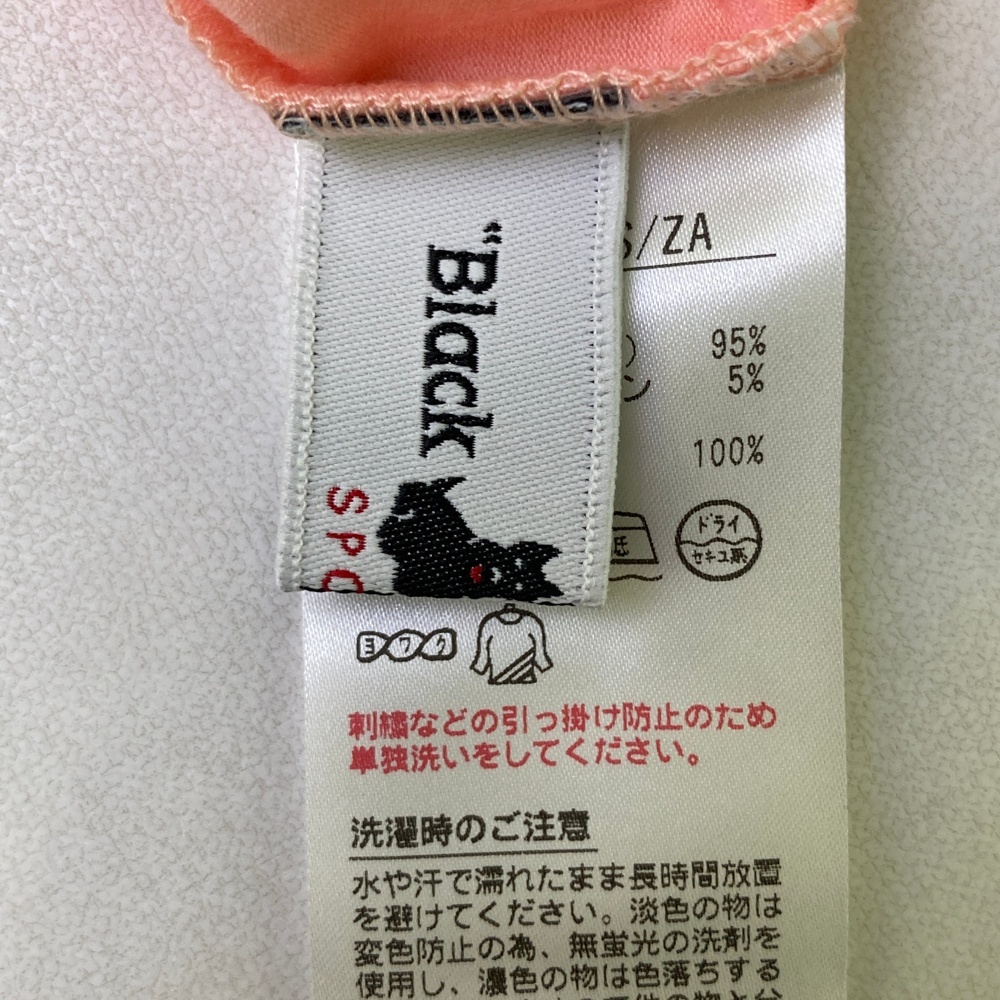 "Black
SPO
S/ZA
95%
ン 5%
100%
低
ドライ
セキユ系
ヨワク
刺繍などの引っ掛け防止のため
単独洗いをしてください。
洗濯時のご注意
水や汗で濡れたまま長時間放置
を避けてください。淡色の物は
変色防止の為、無蛍光の洗剤を
使用し、濃色の物は色落ちする